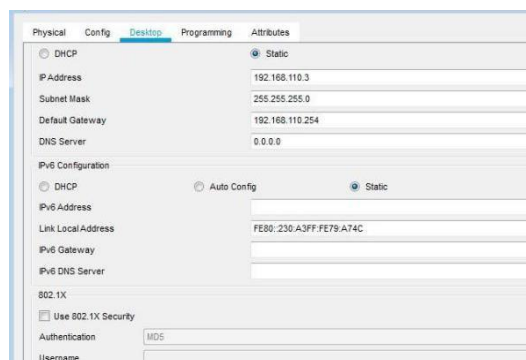 Physical Config Desktop Programming Attributes
DHCP Static
IP Address 192.168.110.3
Subnet Mask 255.255.255.0
Default Gateway 192.168.110.254
DNS Server 0.0.0.0
IPv6 Configuration
DHCP Auto Config Static
IPv6 Address
Link Local Address FE80::230:A3FF:FE79:A74C
IPv6 Gateway
IPv6 DNS Server
802.1X
Use 802.1X Security
Authentication MD5
Username